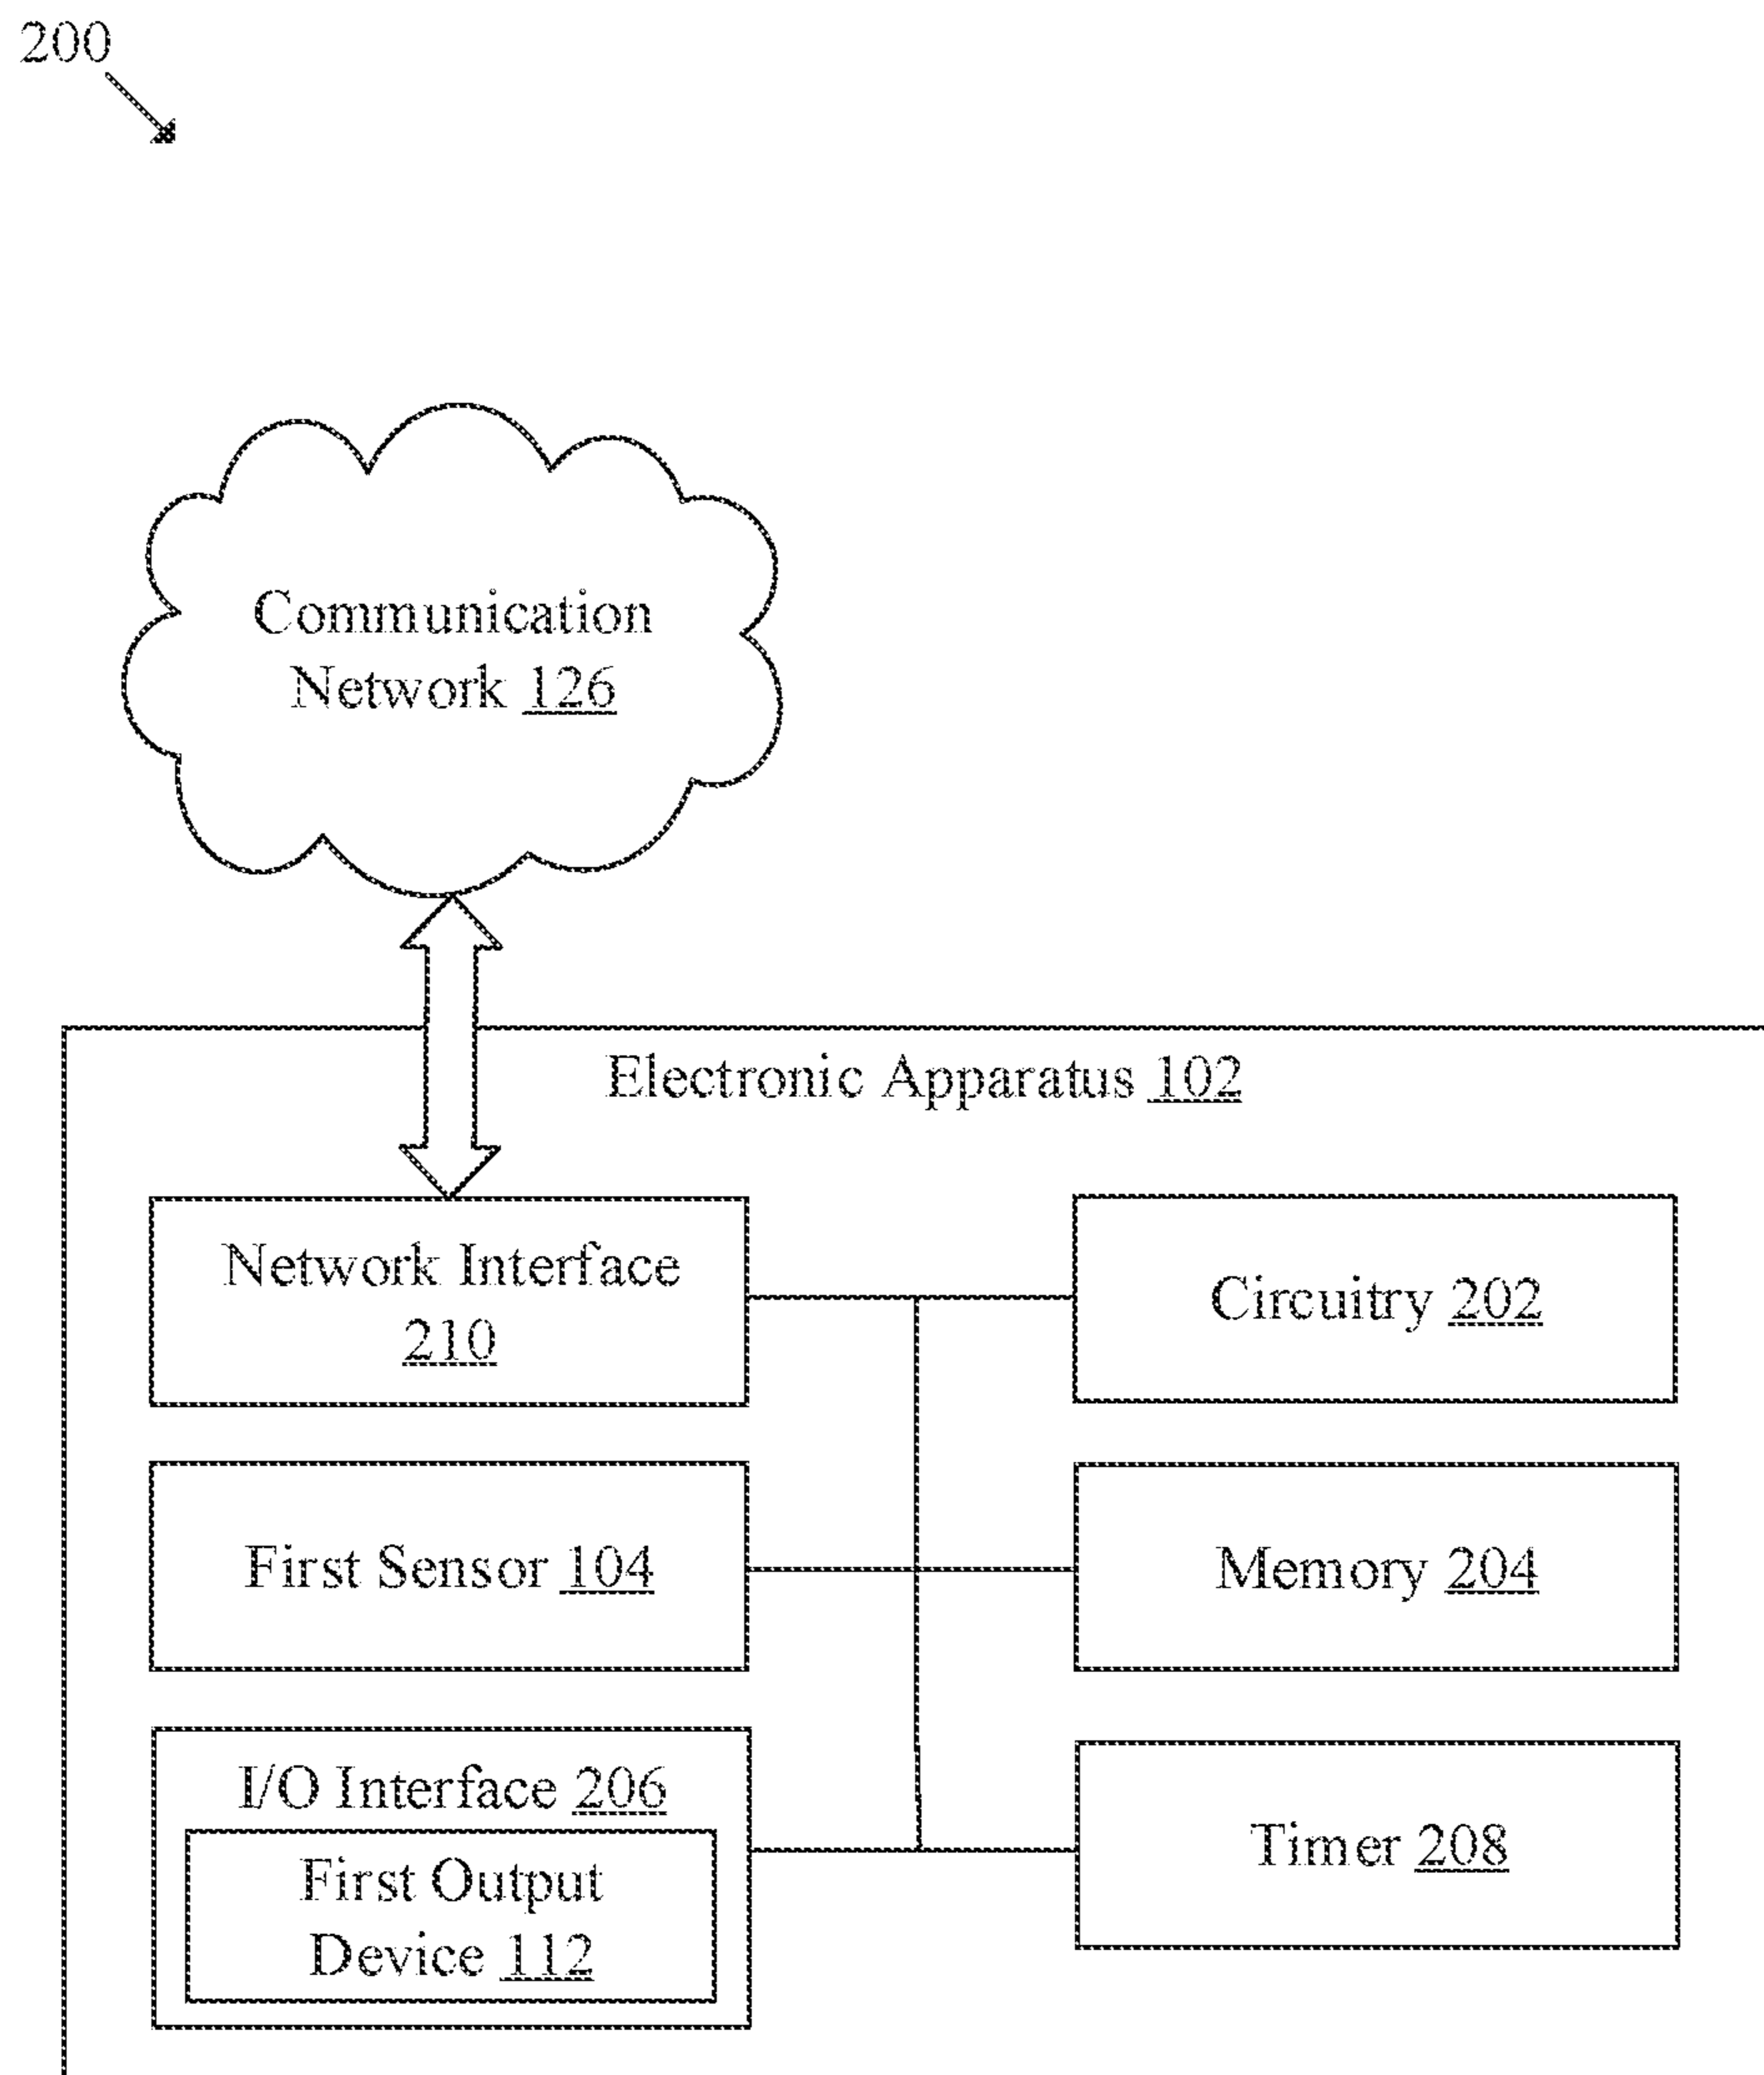 200
Communication
Network 126
Electronic Apparatus 102
Network Interface
210
Circuitry 202
First Sensor 104
Memory 204
I/O Interface 206
First Output
Device 112
Timer 208